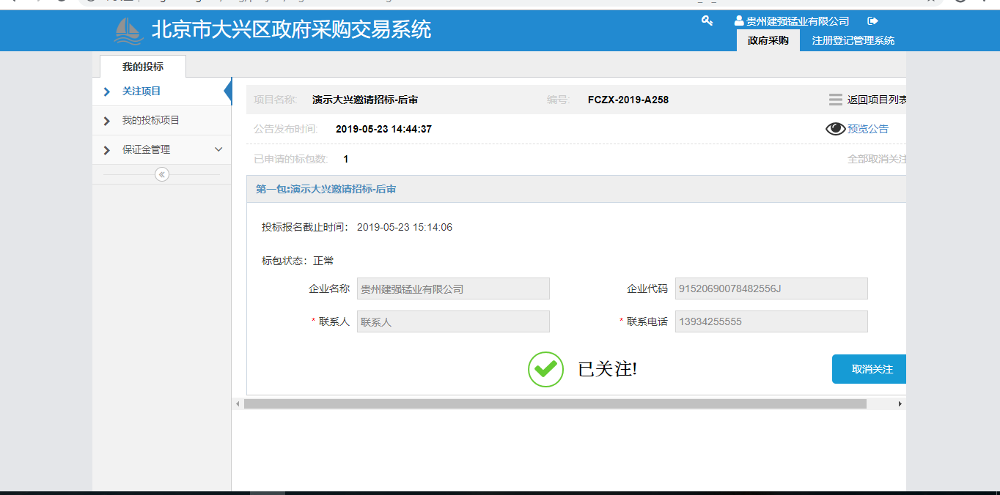 北京市大兴区政府采购交易系统
贵州建强锰业有限公司
政府采购 注册登记管理系统
我的投标
关注项目
我的投标项目
保证金管理
项目名称: 演示大兴邀请招标-后审 编号: FCZX-2019-A258 返回项目列表
公告发布时间: 2019-05-23 14:44:37 预览公告
已申请的标包数: 1 全部取消关注
第一包:演示大兴邀请招标-后审
投标报名截止时间： 2019-05-23 15:14:06
标包状态：正常
企业名称 贵州建强锰业有限公司 企业代码 91520690078482556J
* 联系人 联系人 * 联系电话 13934255555
已关注! 取消关注